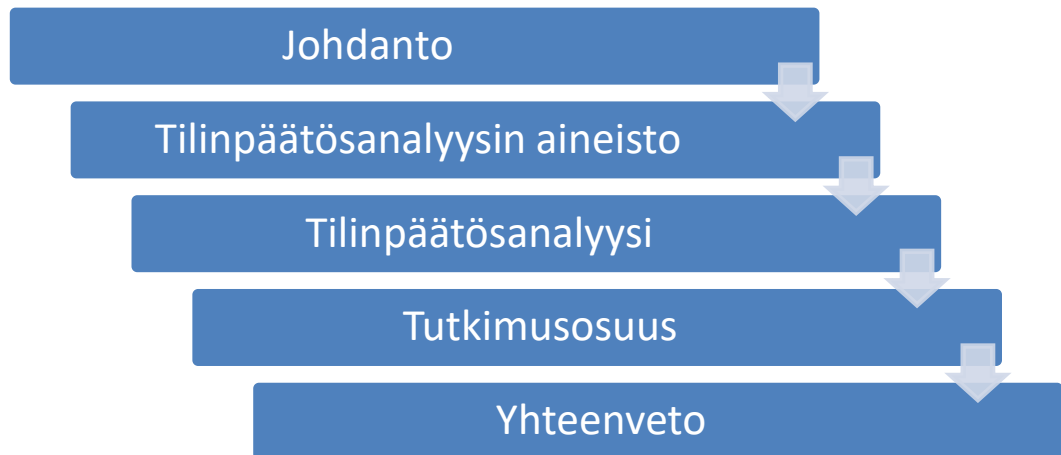 Johdanto
Tilinpäätösanalyysin aineisto
Tilinpäätösanalyysi
Tutkimusosuus
Yhteenveto